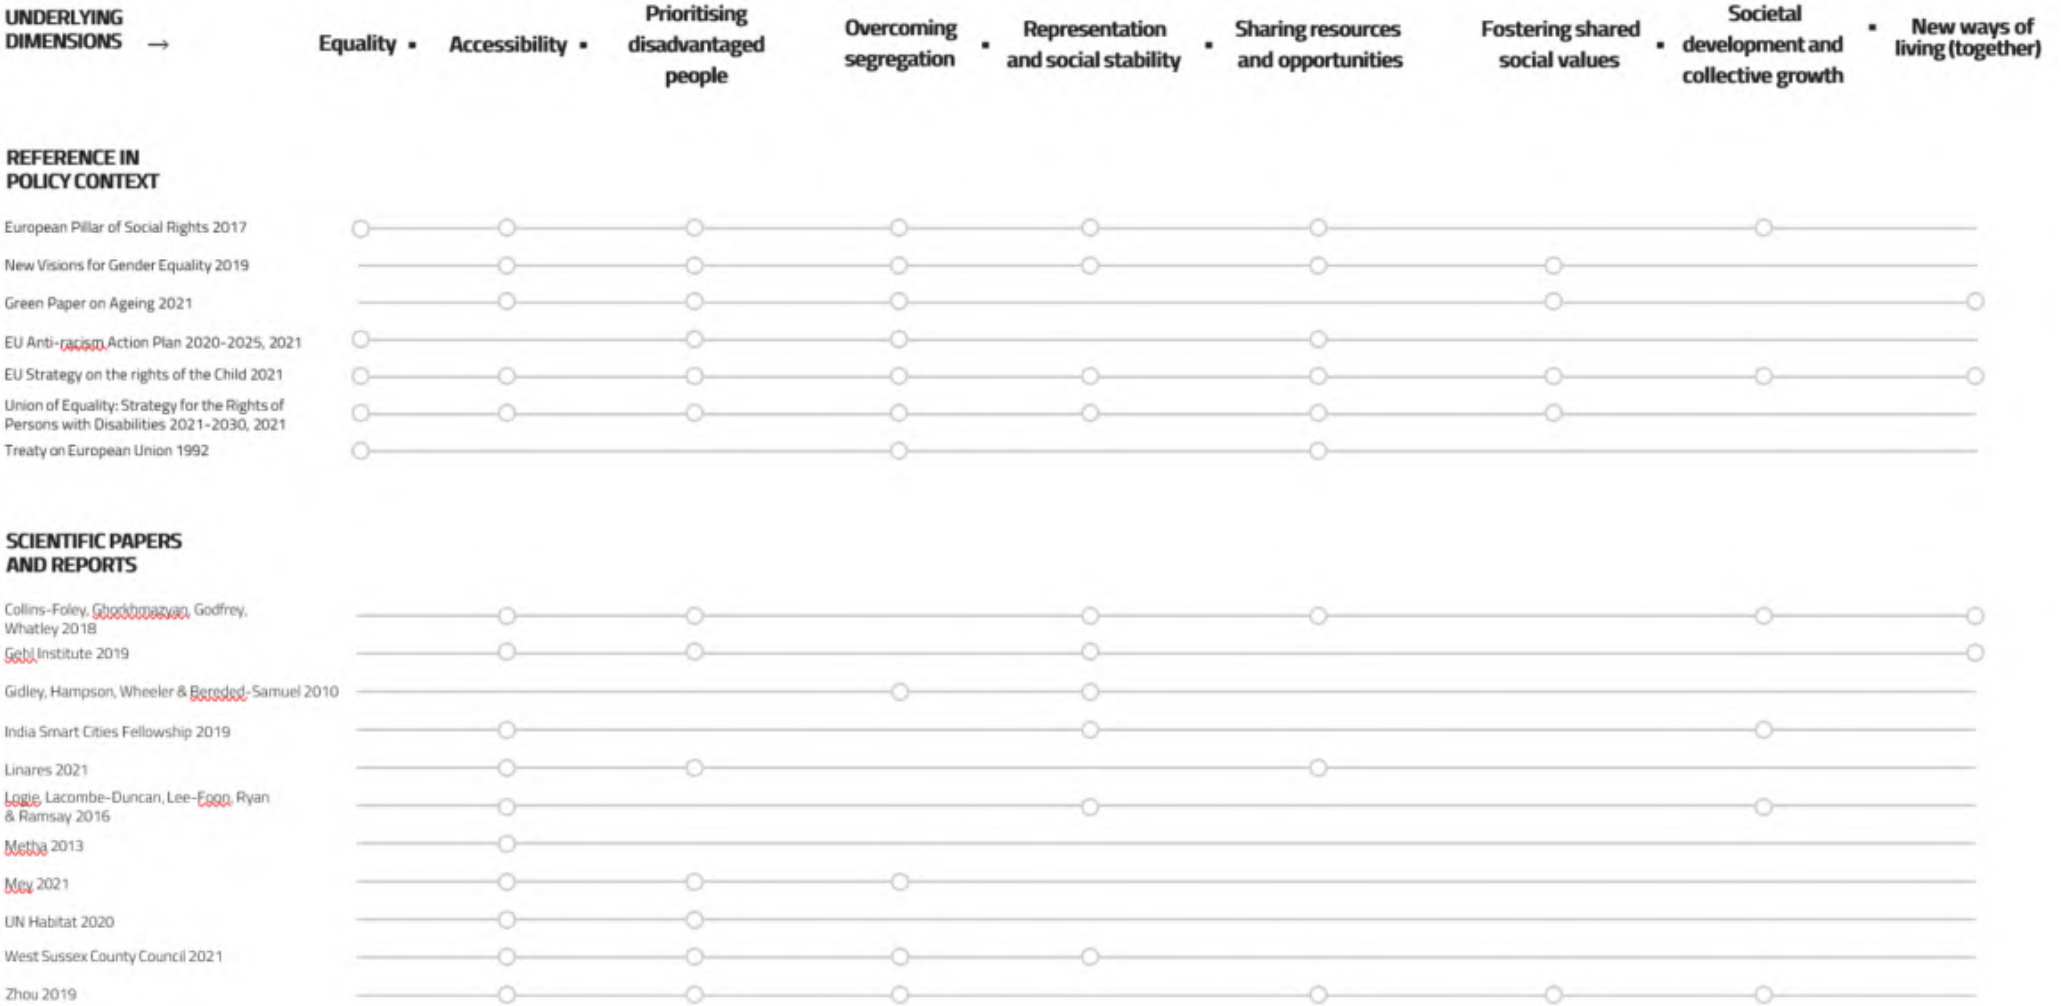 UNDERLYING
DIMENSIONS →
Equality ▪
Accessibility ▪
Prioritising
disadvantaged
people
Overcoming
segregation
▪
Representation
and social stability
▪
Sharing resources
and opportunities
Fostering shared
social values
▪
Societal
development and
collective growth
▪
New ways of
living (together)
REFERENCE IN
POLICY CONTEXT
European Pillar of Social Rights 2017
New Visions for Gender Equality 2019
Green Paper on Ageing 2021
EU Anti-racism Action Plan 2020-2025, 2021
EU Strategy on the rights of the Child 2021
Union of Equality: Strategy for the Rights of
Persons with Disabilities 2021-2030, 2021
Treaty on European Union 1992
SCIENTIFIC PAPERS
AND REPORTS
Collins-Foley, Ghorkhmazyan, Godfrey,
Whatley 2018
Gehl Institute 2019
Gidley, Hampson, Wheeler & Bereded-Samuel 2010
India Smart Cities Fellowship 2019
Linares 2021
Logie, Lacombe-Duncan, Lee-Foon, Ryan
& Ramsay 2016
Metha 2013
Mey 2021
UN Habitat 2020
West Sussex County Council 2021
Zhou 2019